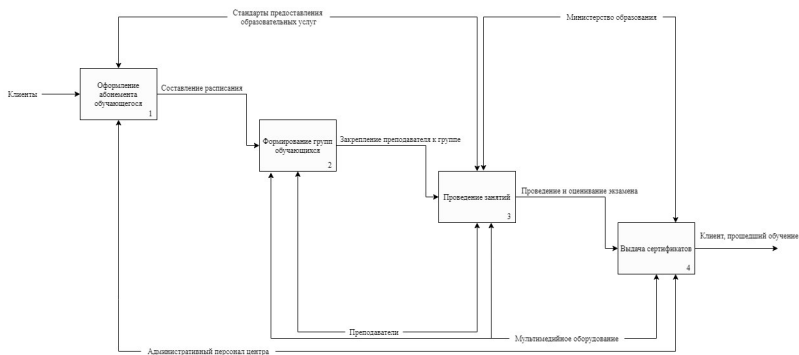 Стандарты предоставления
образовательных услуг
Министерство образования
Клиенты
Оформление
абонемента
обучающегося
1
Составление расписания
Формирование групп
обучающихся
2
Закрепление преподавателя к группе
Проведение занятий
3
Проведение и оценивание экзамена
Выдача сертификатов
4
Клиент, прошедший обучение
Преподаватели
Мультимедийное оборудование
Административный персонал центра